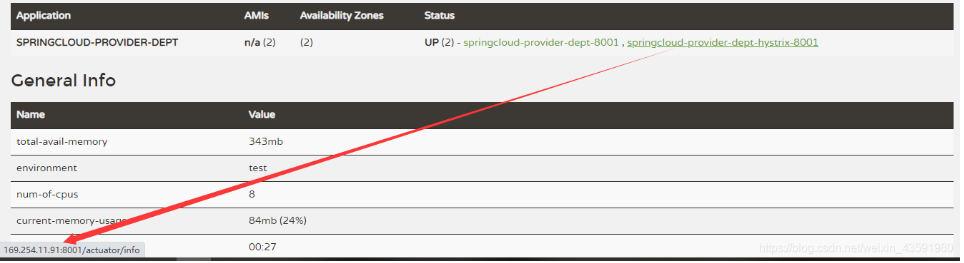 Application AMIs Availability Zones Status
SPRINGCLOUD-PROVIDER-DEPT n/a (2) (2) UP (2) - springcloud-provider-dept-8001 , springcloud-provider-dept-hystrix-8001
General Info
Name Value
total-avail-memory 343mb
environment test
num-of-cpus 8
current-memory-usage 84mb (24%)
169.254.11.91:8001/actuator/info 00:27
https://blog.csdn.net/weixin_43591980